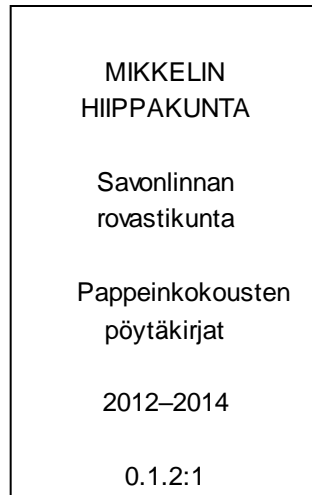 MIKKELIN
HIIPPAKUNTA
Savonlinnan
rovastikunta
Pappeinkokousten
pöytäkirjat
2012–2014
0.1.2:1